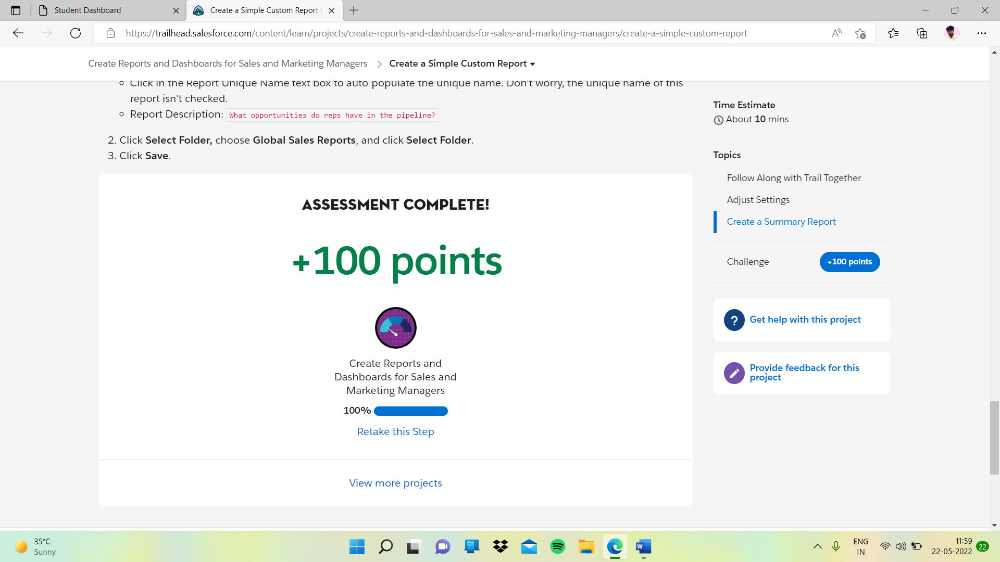 Student Dashboard
Create a Simple Custom Report
https://trailhead.salesforce.com/content/learn/projects/create-reports-and-dashboards-for-sales-and-marketing-managers/create-a-simple-custom-report
Create Reports and Dashboards for Sales and Marketing Managers
Create a Simple Custom Report
Click in the Report Unique Name text box to auto-populate the unique name. Don't worry, the unique name of this
report isn't checked.
Report Description: What opportunities do reps have in the pipeline?
2. Click Select Folder, choose Global Sales Reports, and click Select Folder.
3. Click Save.
ASSESSMENT COMPLETE!
+100 points
Create Reports and
Dashboards for Sales and
Marketing Managers
100%
Retake this Step
View more projects
Time Estimate
About 10 mins
Topics
Follow Along with Trail Together
Adjust Settings
Create a Summary Report
Challenge
+100 points
? Get help with this project
Provide feedback for this
project
35°C
Sunny
W
ENG
IN
11:59
22-05-2022
22